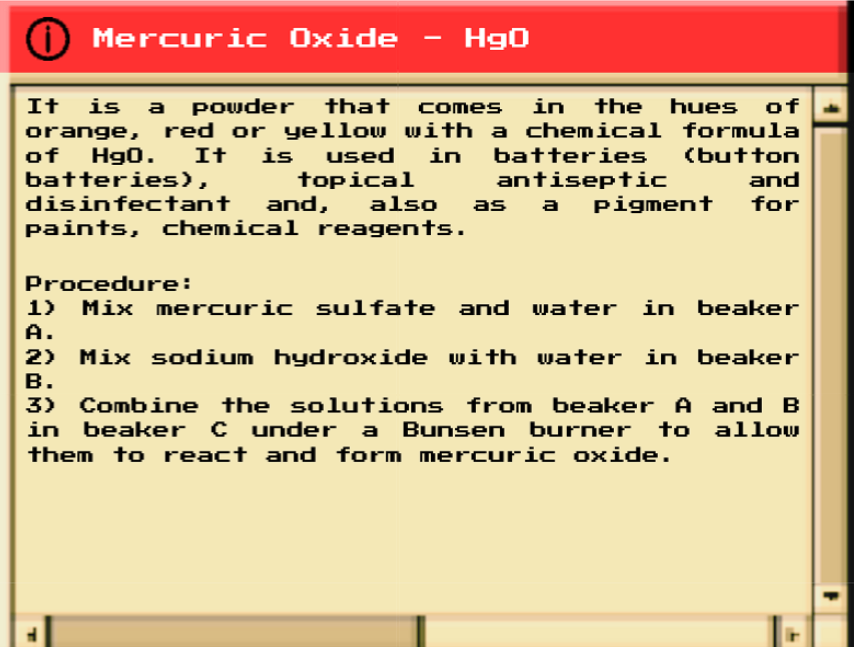 Mercuric Oxide - HgO
It is a powder that comes in the hues of
orange, red or yellow with a chemical formula
of HgO. It is used in batteries (button
batteries), topical antiseptic and
disinfectant and, also as a pigment for
paints, chemical reagents.
Procedure:
1) Mix mercuric sulfate and water in beaker
A.
2) Mix sodium hydroxide with water in beaker
B.
3) Combine the solutions from beaker A and B
in beaker C under a Bunsen burner to allow
them to react and form mercuric oxide.